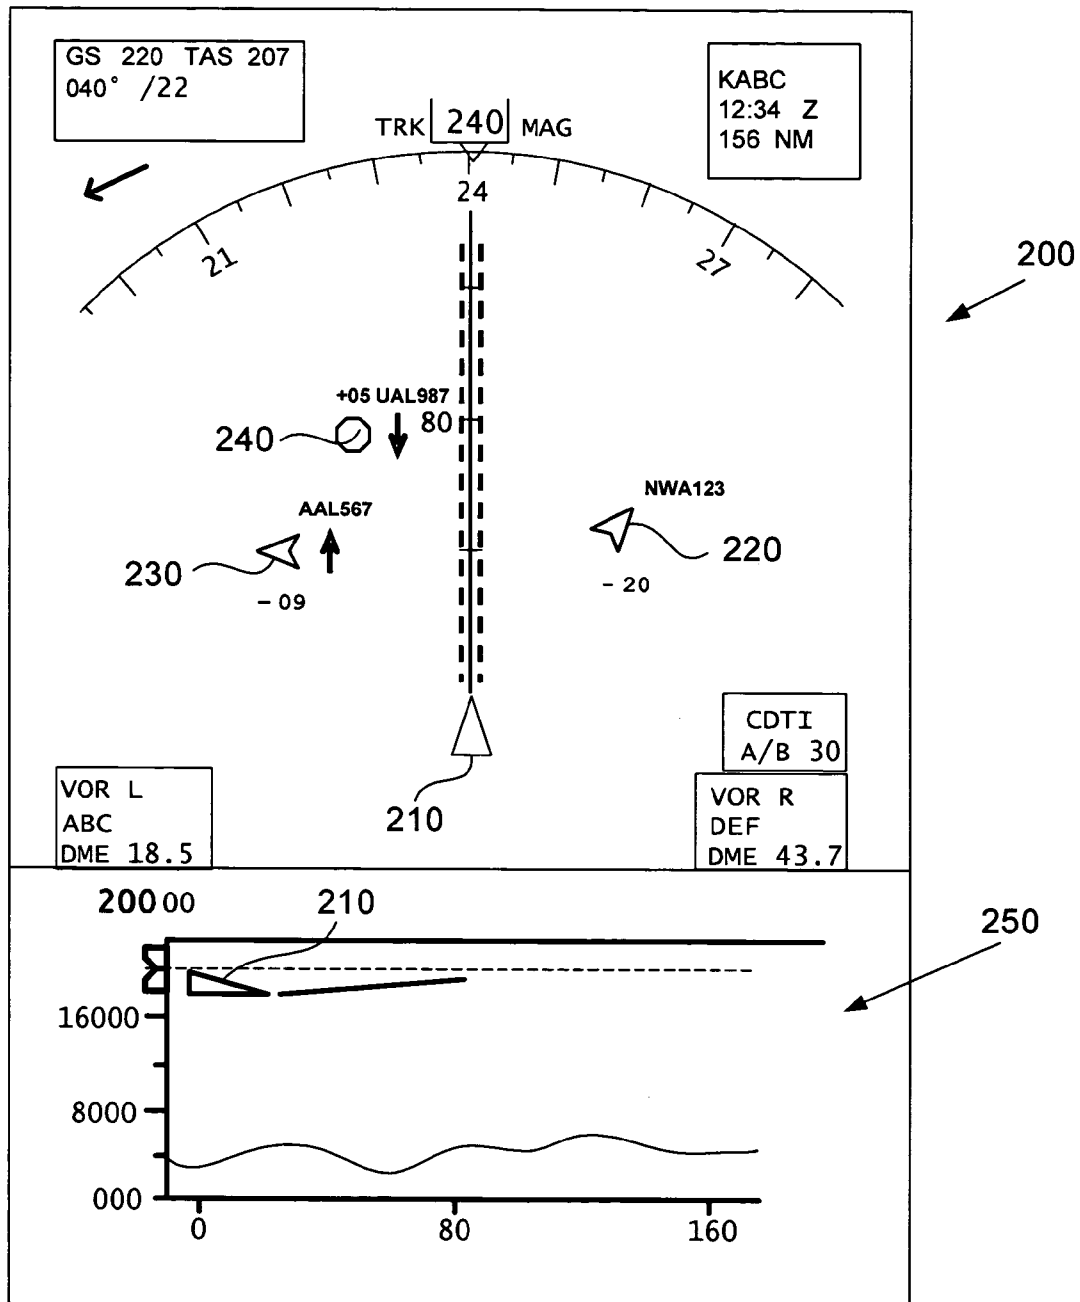 GS 220 TAS 207
040° /22
KABC
12:34 Z
156 NM
TRK 240 MAG
24
21
27
200
+05 UAL987
240
80
AAL567
NWA123
230
220
- 09
- 20
CDTI
A/B 30
210
VOR L
ABC
DME 18.5
VOR R
DEF
DME 43.7
20000
210
250
16000
8000
000
0
80
160